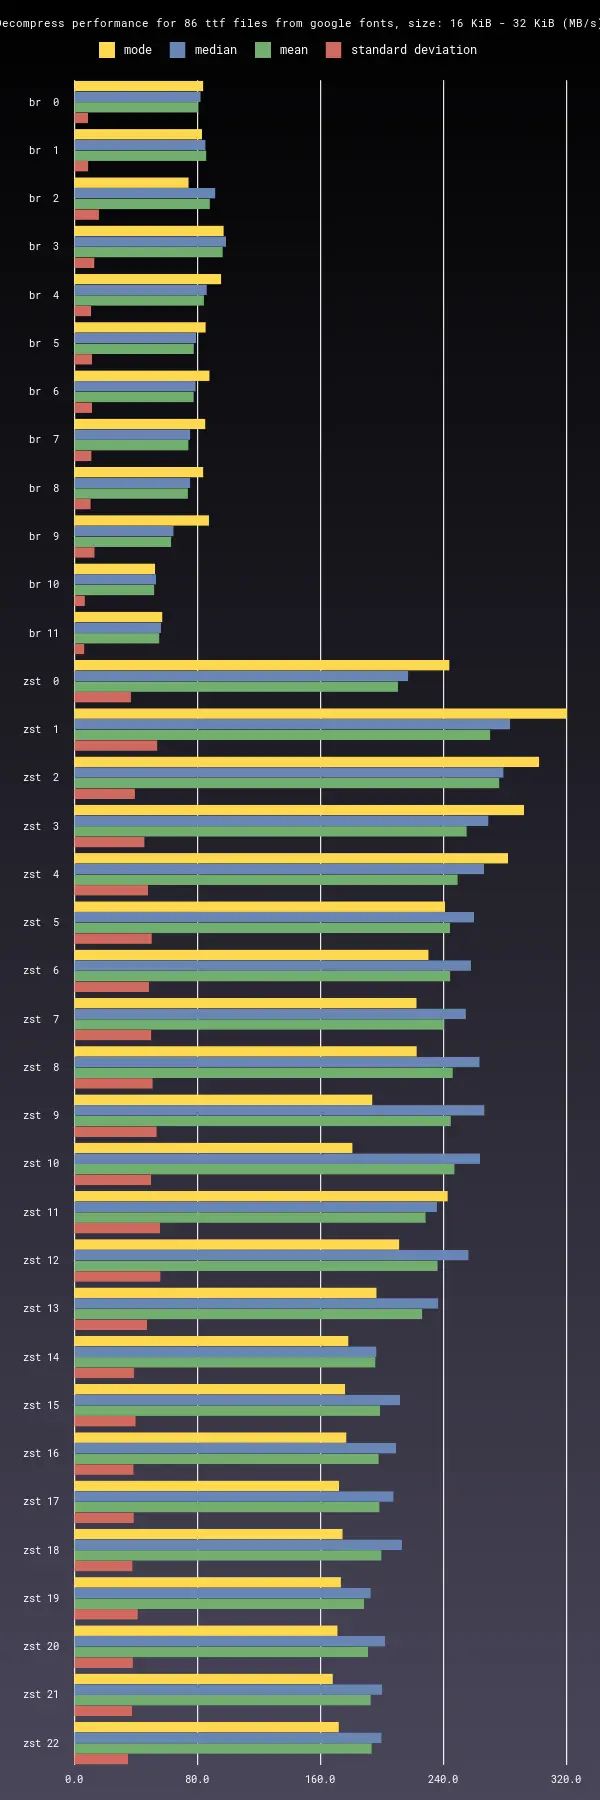 Decompress performance for 86 ttf files from google fonts, size: 16 KiB - 32 KiB (MB/s)
mode median mean standard deviation
br 0
br 1
br 2
br 3
br 4
br 5
br 6
br 7
br 8
br 9
br 10
br 11
zst 0
zst 1
zst 2
zst 3
zst 4
zst 5
zst 6
zst 7
zst 8
zst 9
zst 10
zst 11
zst 12
zst 13
zst 14
zst 15
zst 16
zst 17
zst 18
zst 19
zst 20
zst 21
zst 22
0.0 80.0 160.0 240.0 320.0